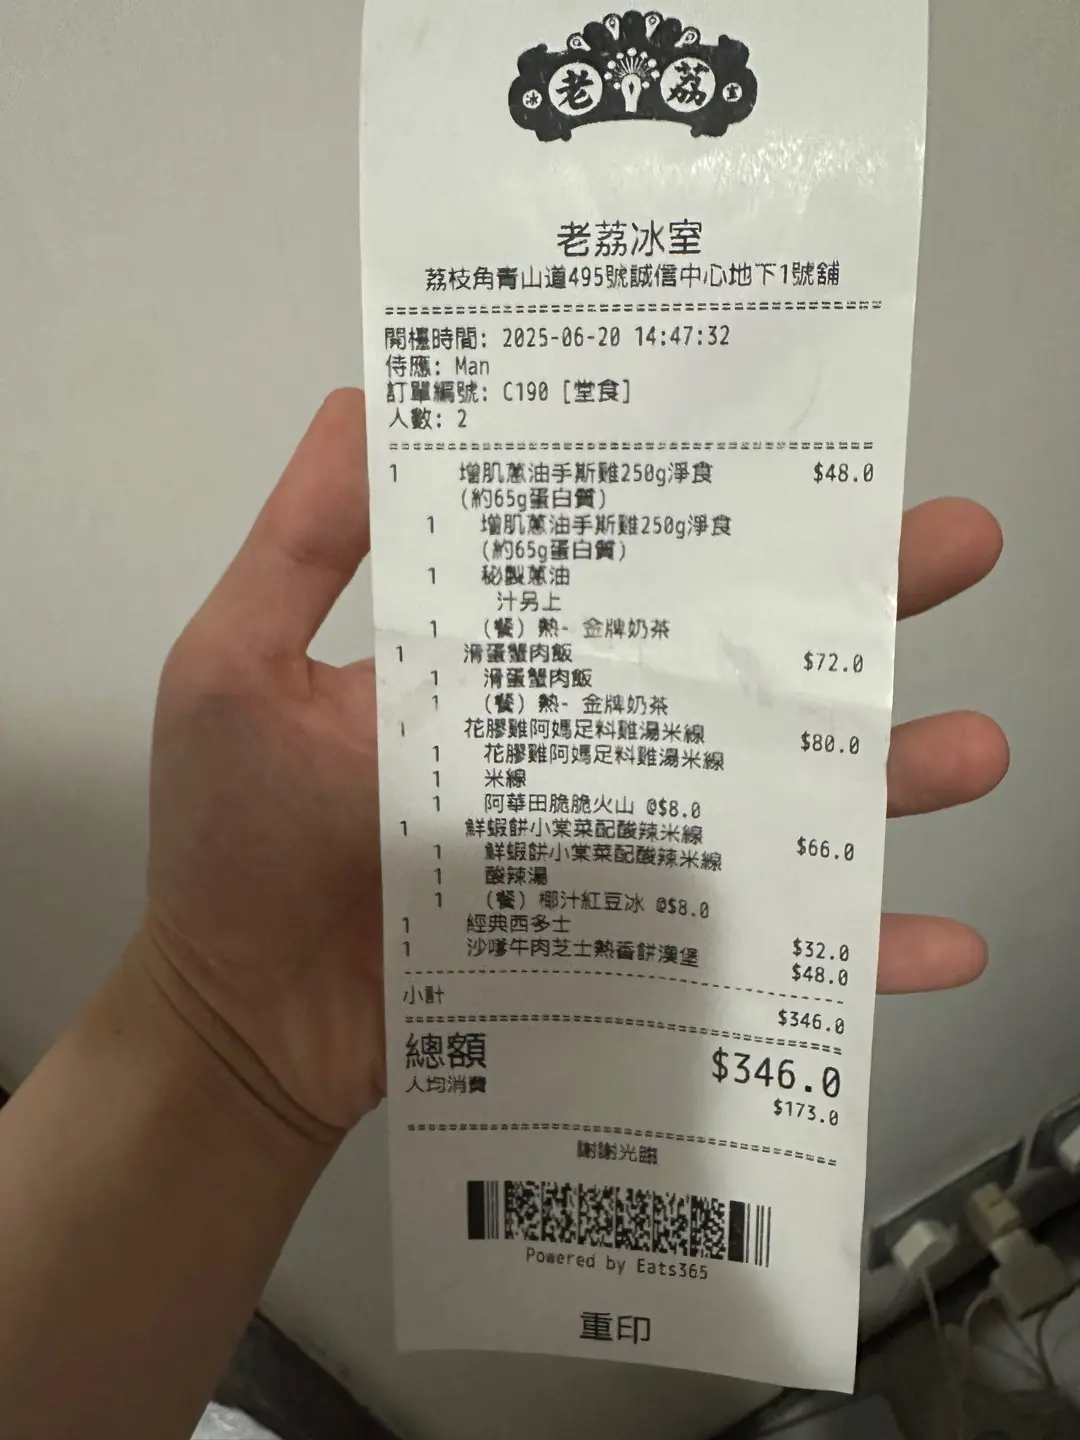 冰 老 荔 室
老荔冰室
荔枝角青山道495號誠信中心地下1號舖
開檯時間: 2025-06-20 14:47:32
侍應: Man
訂單編號: C190 [堂食]
人數: 2
1 增肌蔥油手斯雞250g淨食 $48.0
(約65g蛋白質)
1 增肌蔥油手斯雞250g淨食
(約65g蛋白質)
1 秘製蔥油
汁另上
1 (餐) 熱- 金牌奶茶
1 滑蛋蟹肉飯 $72.0
1 滑蛋蟹肉飯
1 (餐) 熱- 金牌奶茶
1 花膠雞阿媽足料雞湯米線 $80.0
1 花膠雞阿媽足料雞湯米線
1 米線
1 阿華田脆脆火山 @$8.0
1 鮮蝦餅小棠菜配酸辣米線 $66.0
1 鮮蝦餅小棠菜配酸辣米線
1 酸辣湯
1 (餐) 椰汁紅豆冰 @$8.0
1 經典西多士 $32.0
1 沙嗲牛肉芝士熱香餅漢堡 $48.0
小計 $346.0
總額 $346.0
人均消費 $173.0
謝謝光臨
Powered by Eats365
重印